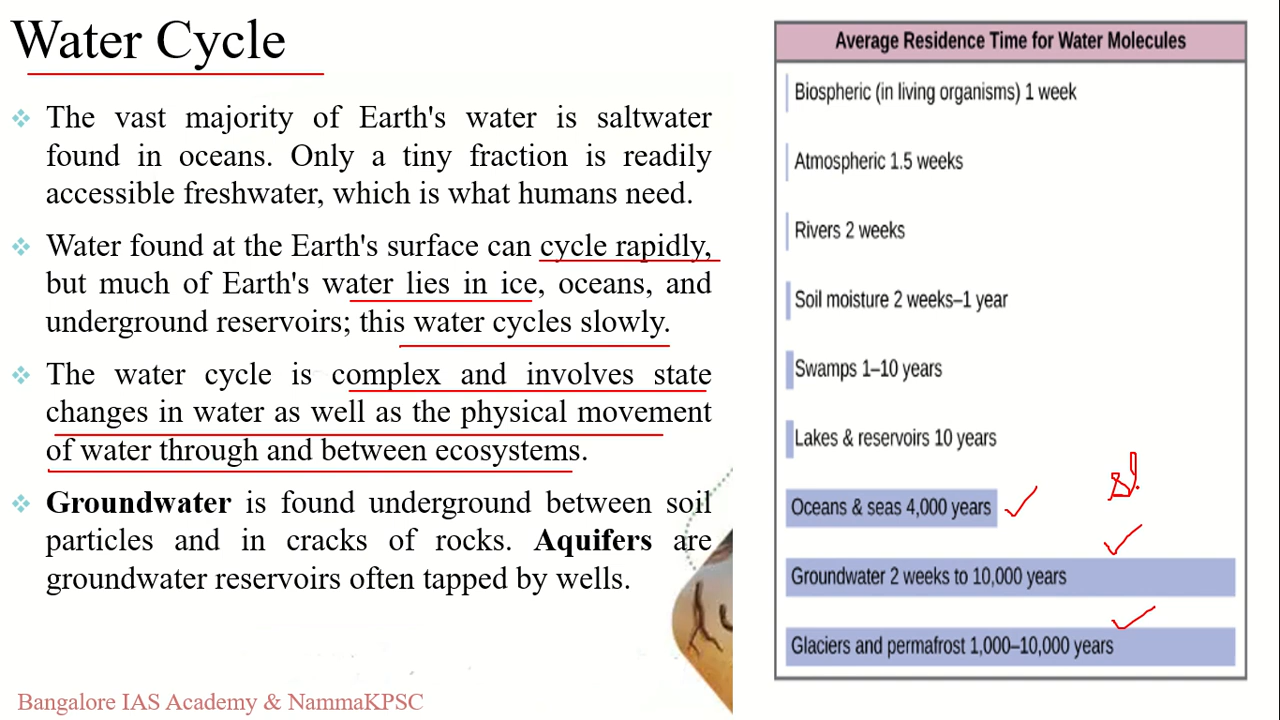 Water Cycle
The vast majority of Earth's water is saltwater
found in oceans. Only a tiny fraction is readily
accessible freshwater, which is what humans need.
Water found at the Earth's surface can cycle rapidly,
but much of Earth's water lies in ice, oceans, and
underground reservoirs; this water cycles slowly.
The water cycle is complex and involves state
changes in water as well as the physical movement
of water through and between ecosystems.
Groundwater is found underground between soil
particles and in cracks of rocks. Aquifers are
groundwater reservoirs often tapped by wells.
Bangalore IAS Academy & NammaKPSC
Average Residence Time for Water Molecules
Biospheric (in living organisms) 1 week
Atmospheric 1.5 weeks
Rivers 2 weeks
Soil moisture 2 weeks–1 year
Swamps 1–10 years
Lakes & reservoirs 10 years
Oceans & seas 4,000 years
Groundwater 2 weeks to 10,000 years
Glaciers and permafrost 1,000–10,000 years